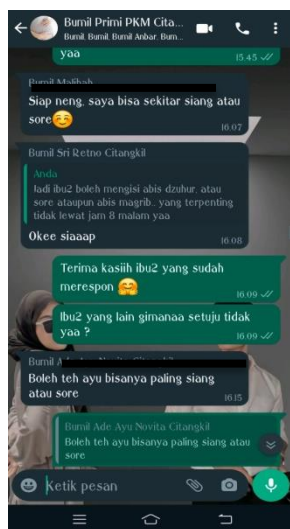 Bumil Primi PKM Cita...
Bumil, Bumil, Bumil Anbar, Bum...
yaa
15.45
Bumil Malihah
Siap neng, saya bisa sekitar siang atau
sore
16.07
Bumil Sri Retno Citangkil
Anda
Jadi ibu2 boleh mengisi abis dzuhur, atau
sore ataupun abis magrib.. yang terpenting
tidak lewat jam 8 malam yaa
Okee siaaap
16.08
Terima kasiih ibu2 yang sudah
merespon
16.09
Ibu2 yang lain gimanaa setuju tidak
yaa ?
16.09
Bumil
Boleh teh ayu bisanya paling siang
atau sore
16.15
Bumil Ade Ayu Novita Citangkil
Boleh teh ayu bisanya paling siang atau
sore
Ketik pesan